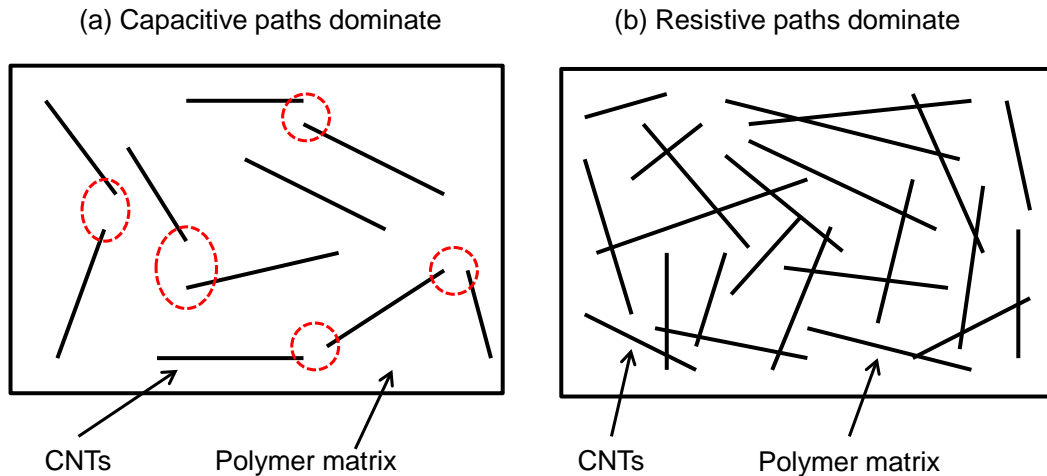 (a) Capacitive paths dominate
(b) Resistive paths dominate
CNTs
Polymer matrix
CNTs
Polymer matrix